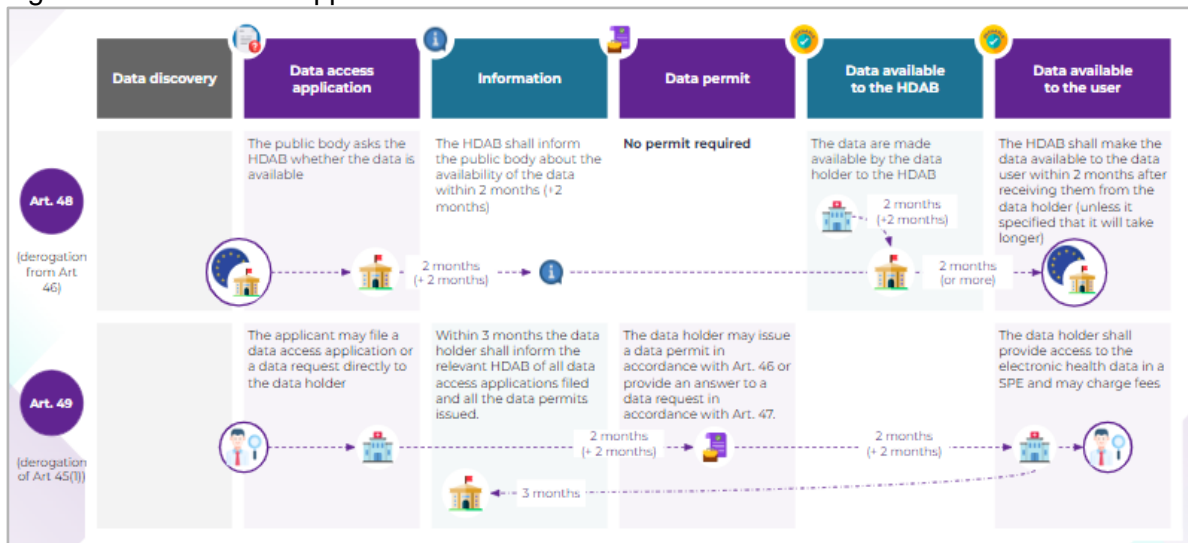 Data discovery
Data access
application
Information
Data permit
Data available
to the HDAB
Data available
to the user
Art. 48
(derogation
from Art
46)
The public body asks the
HDAB whether the data is
available
The HDAB shall inform
the public body about the
availability of the data
within 2 months (+2
months)
No permit required
The data are made
available by the data
holder to the HDAB
The HDAB shall make the
data available to the data
user within 2 months after
receiving them from the
data holder (unless it
specified that it will take
longer)
2 months
(+2 months)
2 months
(+ 2 months)
2 months
(or more)
Art. 49
(derogation
of Art 45(1))
The applicant may file a
data access application or
a data request directly to
the data holder
Within 3 months the data
holder shall inform the
relevant HDAB of all data
access applications filed
and all the data permits
issued.
The data holder may issue
a data permit in
accordance with Art. 46 or
provide an answer to a
data request in
accordance with Art. 47.
The data holder shall
provide access to the
electronic health data in a
SPE and may charge fees
2 months
(+ 2 months)
2 months
(+ 2 months)
3 months